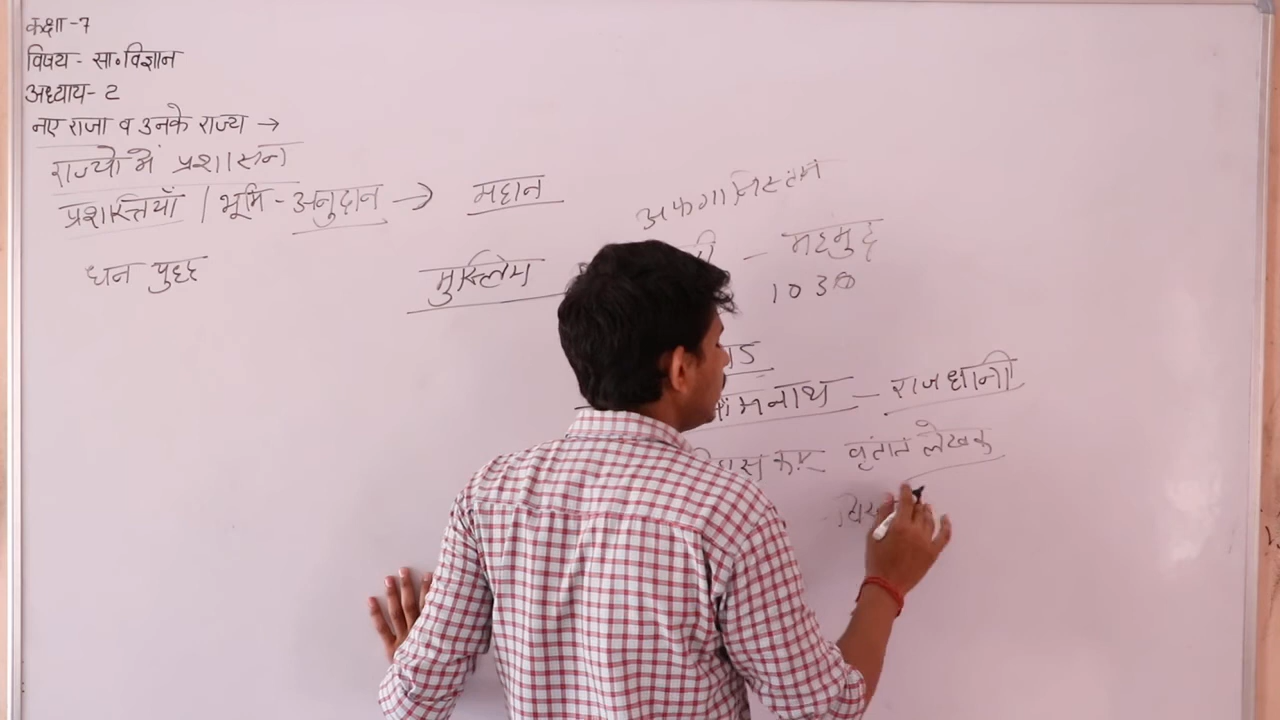 कक्षा - 7
विषय - सा॰विज्ञान
अध्याय - 2
नए राजा व उनके राज्य →
राज्यो में प्रशासन
प्रशस्तियाँ / भूमि - अनुदान → महान
अफगानिस्तान
धन युद्ध
मुस्लिम
– महमुद
1030
सोमनाथ – राजधानी
वृतांत लेखक